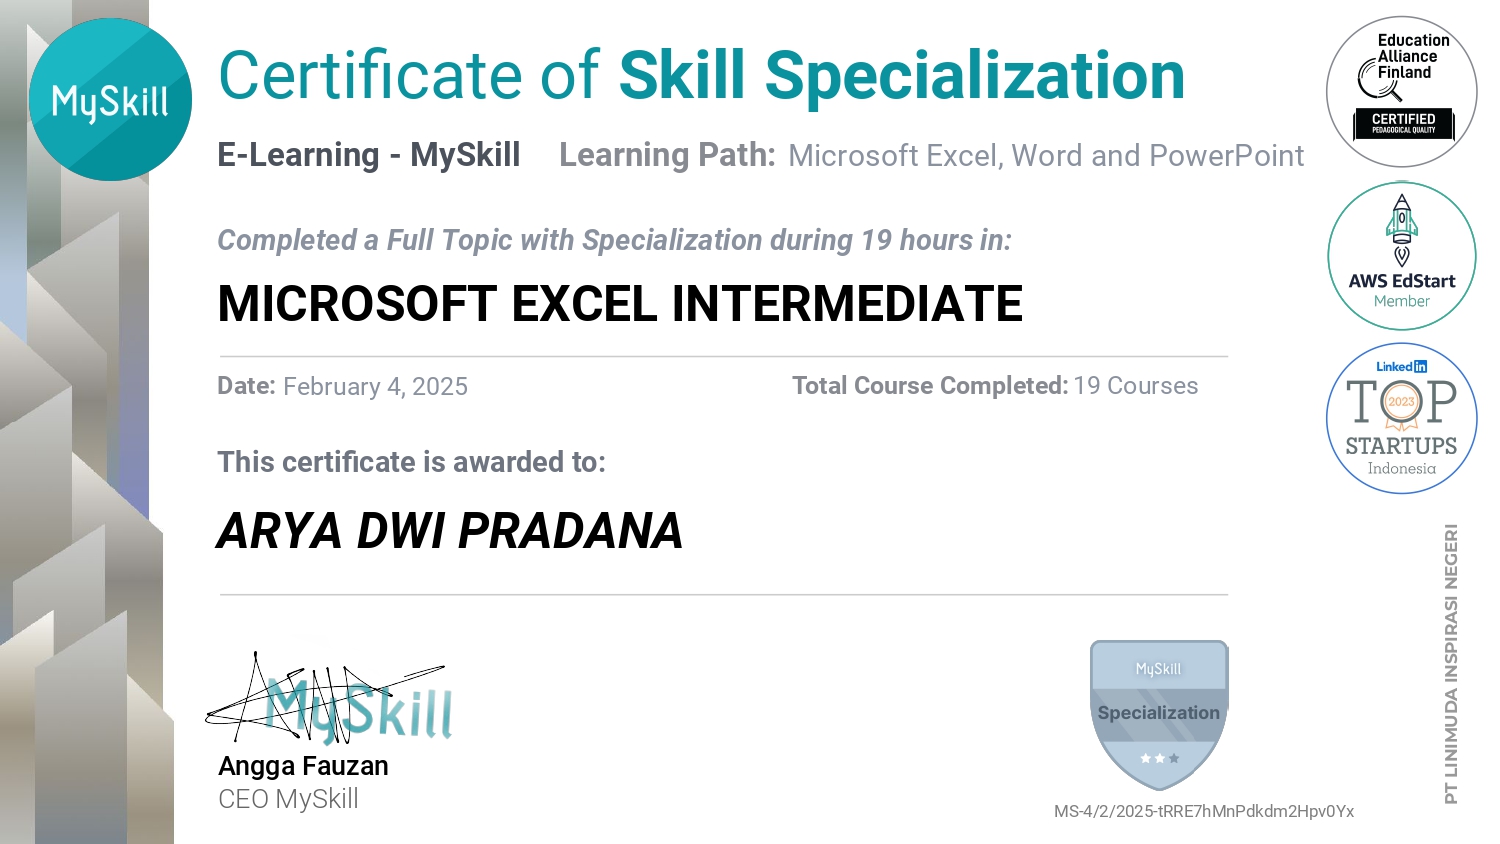 MySkill
Certificate of Skill Specialization
E-Learning - MySkill Learning Path: Microsoft Excel, Word and PowerPoint
Completed a Full Topic with Specialization during 19 hours in:
MICROSOFT EXCEL INTERMEDIATE
Date: February 4, 2025 Total Course Completed: 19 Courses
This certificate is awarded to:
ARYA DWI PRADANA
MySkill
Angga Fauzan
CEO MySkill
MySkill
Specialization
MS-4/2/2025-tRRE7hMnPdkdm2Hpv0Yx
Education
Alliance
Finland
CERTIFIED
PEDAGOGICAL QUALITY
AWS EdStart
Member
Linked in
TOP
2023
STARTUPS
Indonesia
PT LINIMUDA INSPIRASI NEGERI